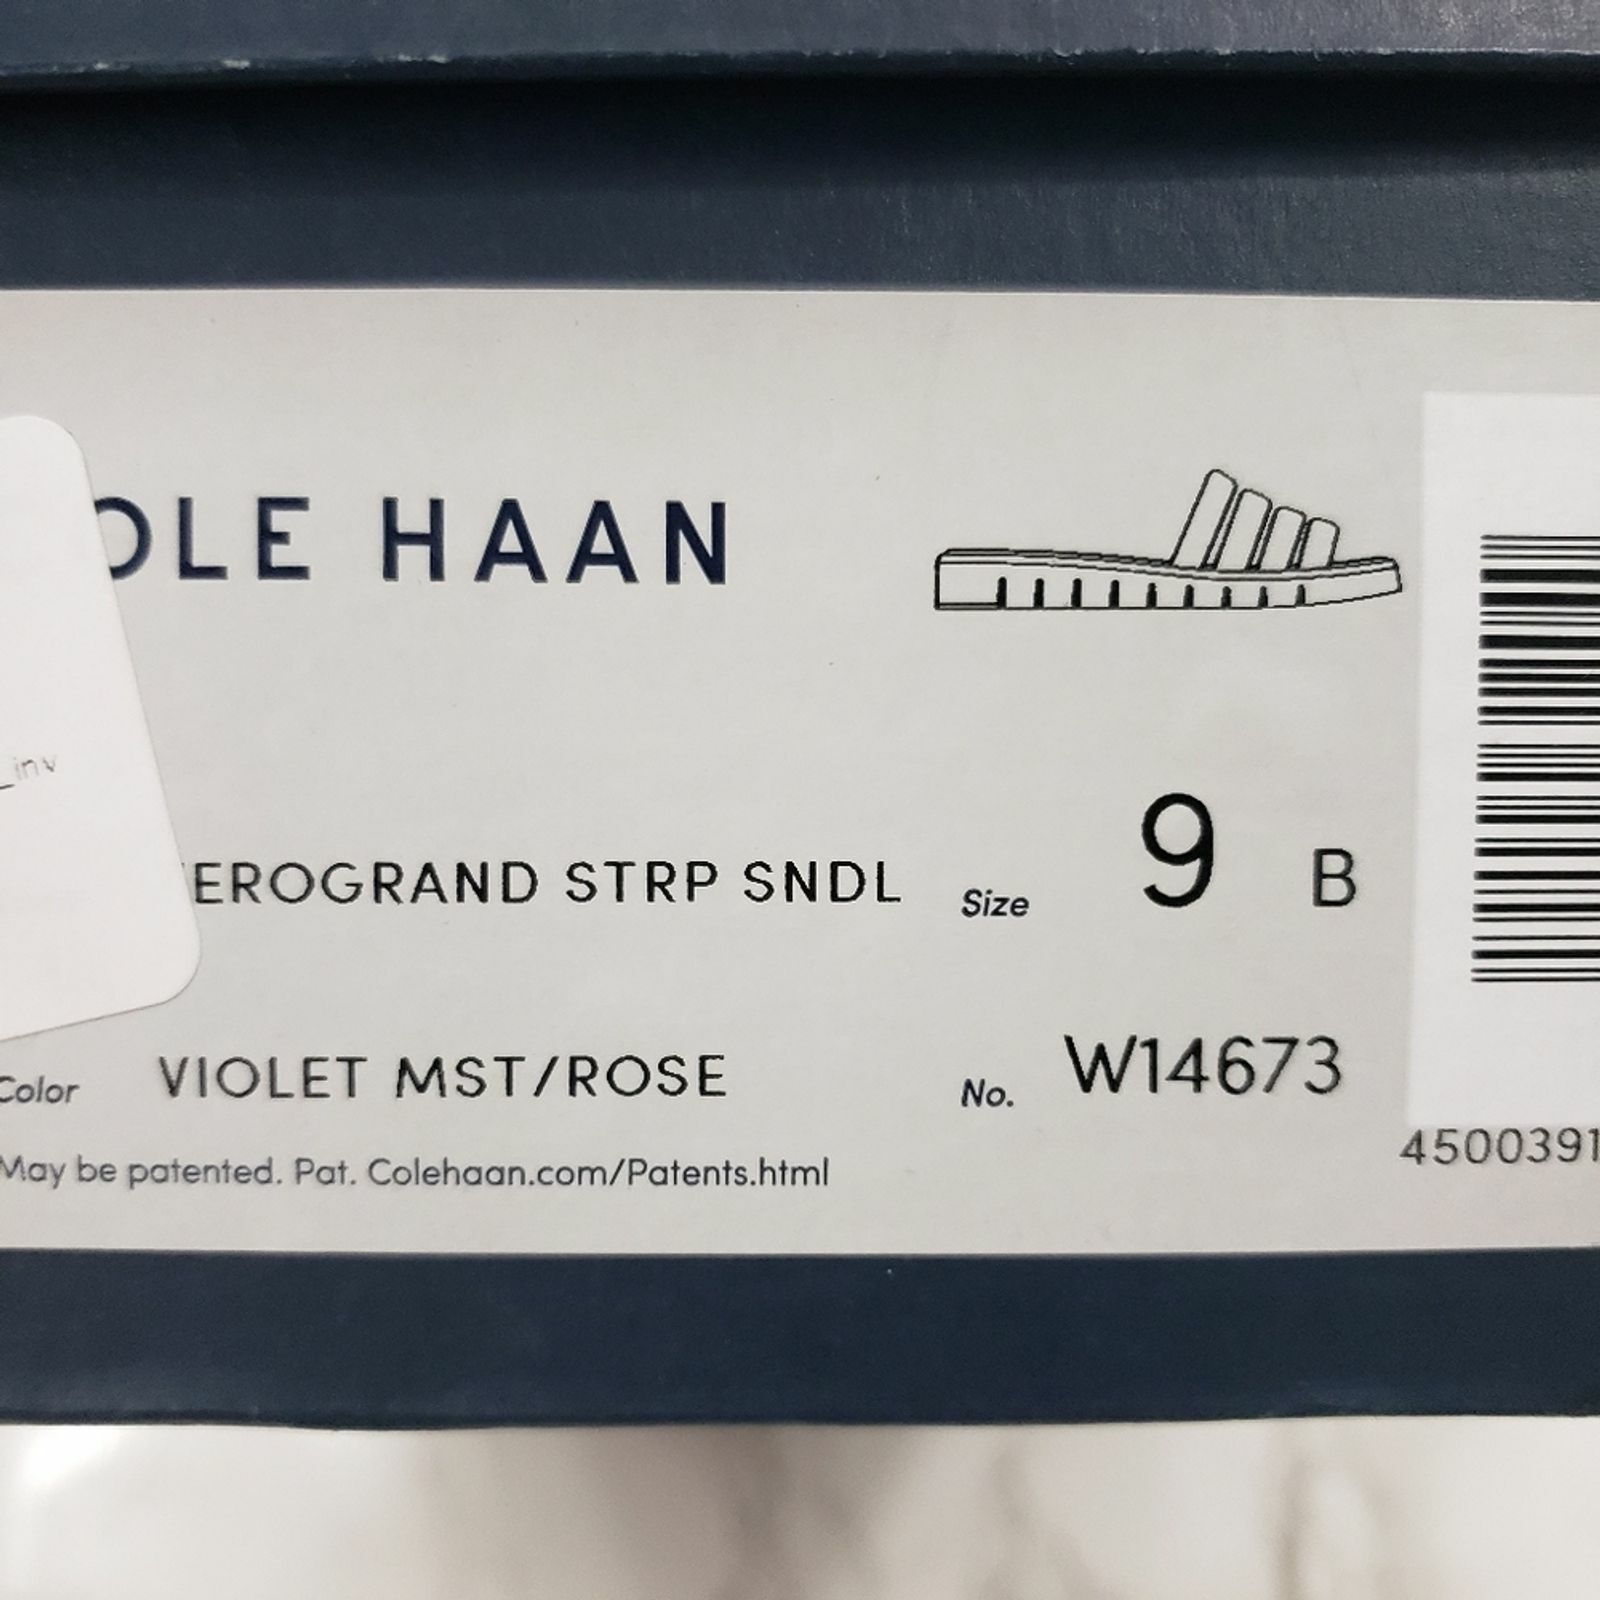 OLE HAAN
_inv
EROGRAND STRP SNDL Size 9 B
Color VIOLET MST/ROSE No. W14673
May be patented. Pat. Colehaan.com/Patents.html
4500391